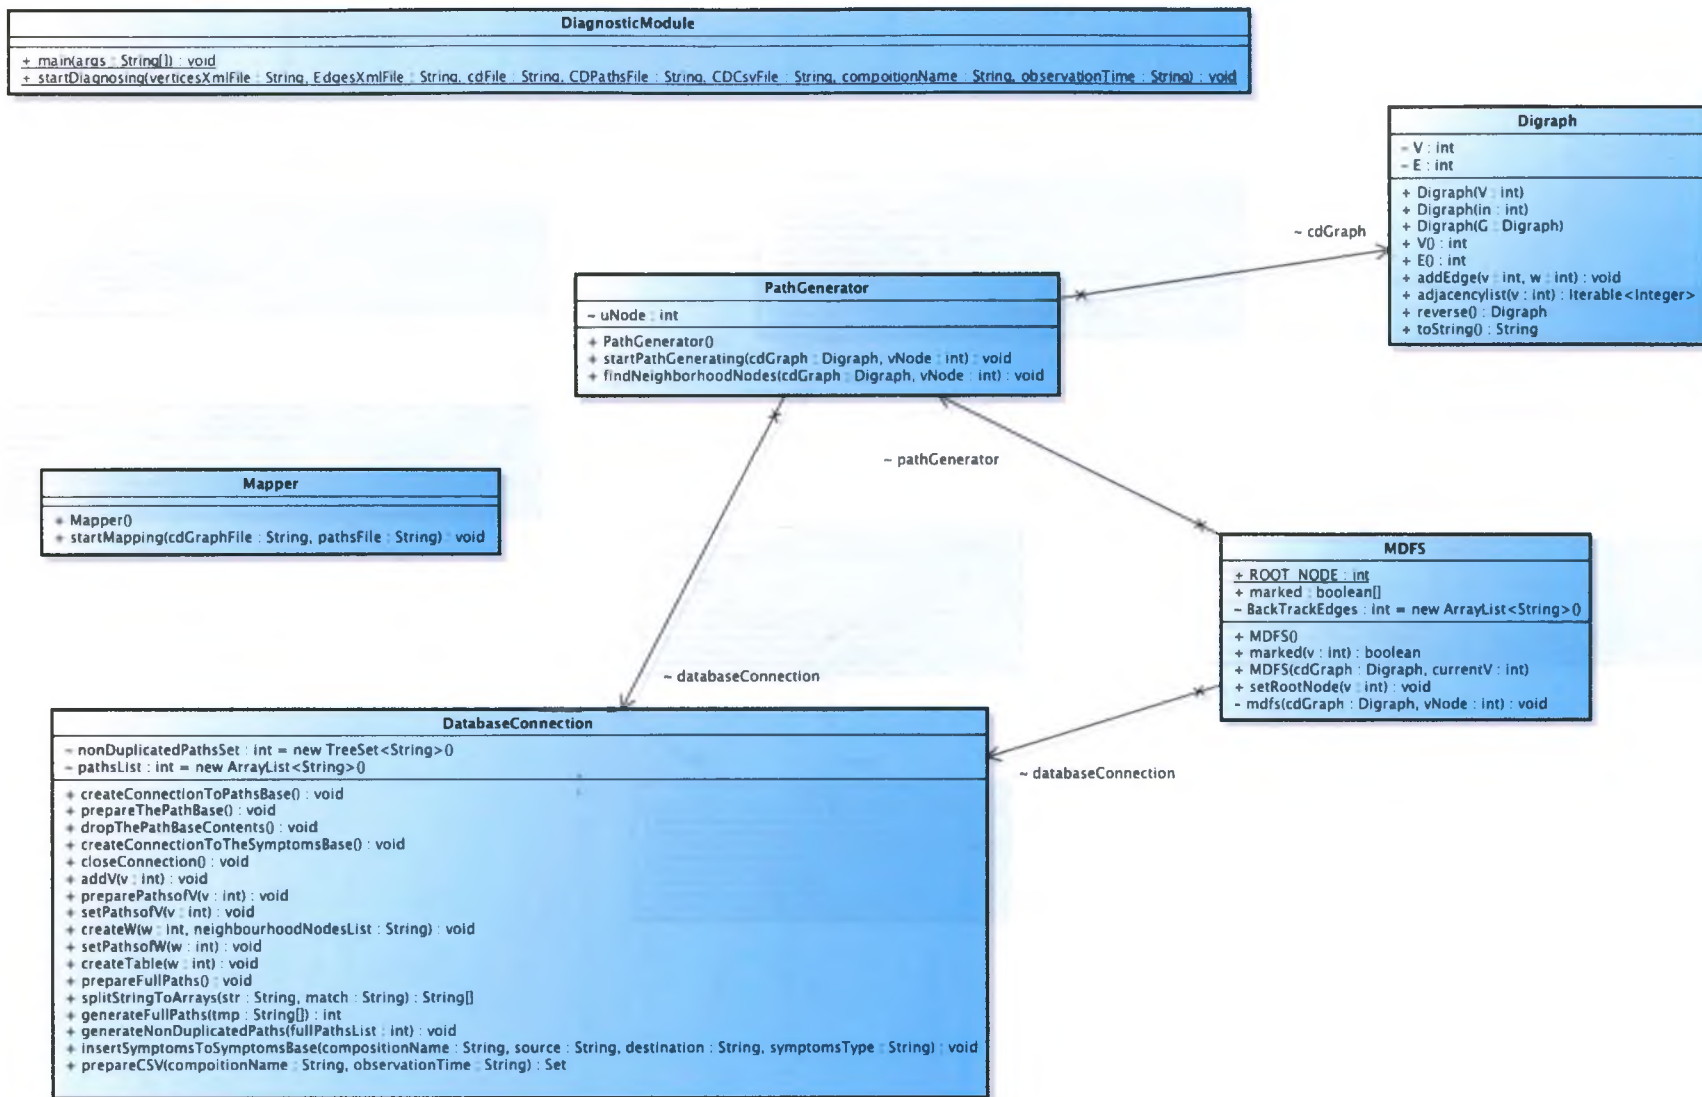 DiagnosticModule
+ main(args : String[]) : void
+ startDiagnosing(verticesXmlFile : String, EdgesXmlFile : String, cdFile : String, CDPathsFile : String, CDCsvFile : String, compoitionName : String, observationTime : String) : void
Digraph
- V : int
- E : int
+ Digraph(V : int)
+ Digraph(in : int)
+ Digraph(G : Digraph)
+ V() : int
+ E() : int
+ addEdge(v : int, w : int) : void
+ adjacencylist(v : int) : Iterable<Integer>
+ reverse() : Digraph
+ toString() : String
~ cdGraph
PathGenerator
~ uNode : int
+ PathGenerator()
+ startPathGenerating(cdGraph : Digraph, vNode : int) : void
+ findNeighborhoodNodes(cdGraph : Digraph, vNode : int) : void
~ pathGenerator
Mapper
+ Mapper()
+ startMapping(cdGraphFile : String, pathsFile : String) : void
MDFS
+ ROOT_NODE : int
+ marked : boolean[]
~ BackTrackEdges : int = new ArrayList<String>()
+ MDFS()
+ marked(v : int) : boolean
+ MDFS(cdGraph : Digraph, currentV : int)
+ setRootNode(v : int) : void
- mdfs(cdGraph : Digraph, vNode : int) : void
~ databaseConnection
~ databaseConnection
DatabaseConnection
~ nonDuplicatedPathsSet : int = new TreeSet<String>()
~ pathsList : int = new ArrayList<String>()
+ createConnectionToPathsBase() : void
+ prepareThePathBase() : void
+ dropThePathBaseContents() : void
+ createConnectionToTheSymptomsBase() : void
+ closeConnection() : void
+ addV(v : int) : void
+ preparePathsofV(v : int) : void
+ setPathsofV(v : int) : void
+ createW(w : int, neighbourhoodNodesList : String) : void
+ setPathsofW(w : int) : void
+ createTable(w : int) : void
+ prepareFullPaths() : void
+ splitStringToArrays(str : String, match : String) : String[]
+ generateFullPaths(tmp : String[]) : int
+ generateNonDuplicatedPaths(fullPathsList : int) : void
+ insertSymptomsToSymptomsBase(compositionName : String, source : String, destination : String, symptomsType : String) : void
+ prepareCSV(compoitionName : String, observationTime : String) : Set